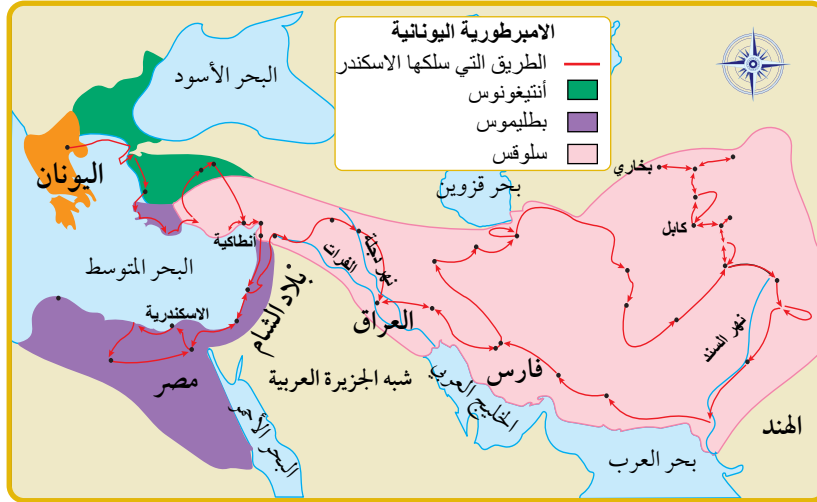 الامبرطورية اليونانية
الطريق التي سلكها الاسكندر
أنتيغونوس
بطليموس
سلوقس
البحر الأسود
بحر قزوين
بخاري
كابل
اليونان
أنطاكية
البحر المتوسط
نهر دجلة
الفرات
بلاد الشام
الاسكندرية
العراق
نهر السند
مصر
شبه الجزيرة العربية
فارس
الخليج العربي
البحر الأحمر
بحر العرب
الهند